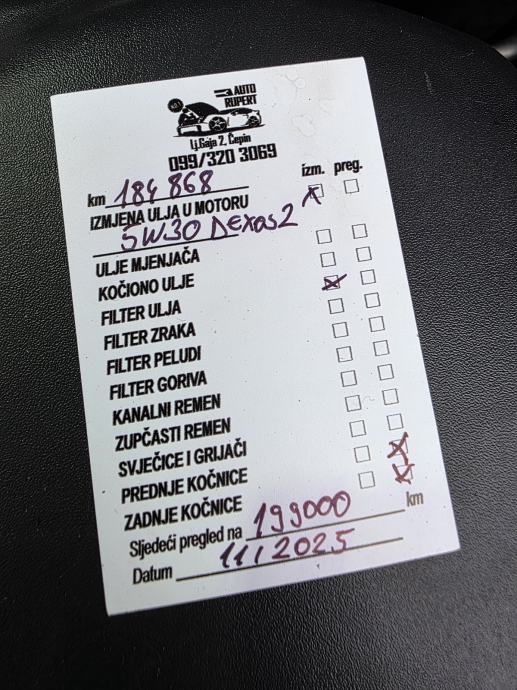 AUTO
RUPERT
Lj.Gaja 2, Čepin
099/320 3069
izm. preg.
km 184 868
IZMJENA ULJA U MOTORU
5W30 Dexos2
ULJE MJENJAČA
KOČIONO ULJE
FILTER ULJA
FILTER ZRAKA
FILTER PELUDI
FILTER GORIVA
KANALNI REMEN
ZUPČASTI REMEN
SVJEČICE I GRIJAČI
PREDNJE KOČNICE
ZADNJE KOČNICE
Sljedeći pregled na 199000 km
Datum 11/2025